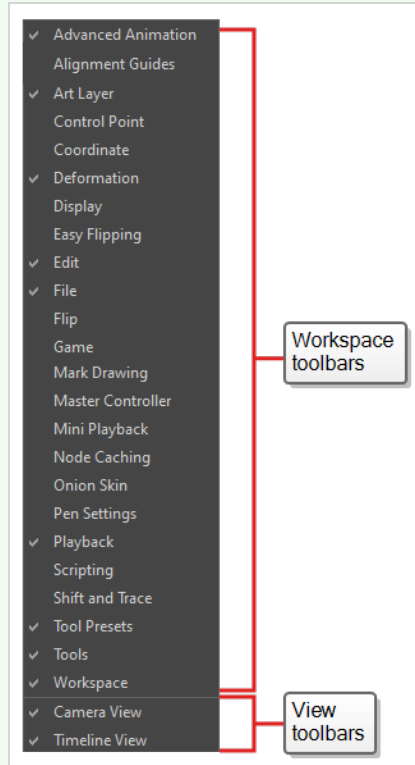 Advanced Animation
Alignment Guides
Art Layer
Control Point
Coordinate
Deformation
Display
Easy Flipping
Edit
File
Flip
Game
Mark Drawing
Master Controller
Mini Playback
Node Caching
Onion Skin
Pen Settings
Playback
Scripting
Shift and Trace
Tool Presets
Tools
Workspace
Camera View
Timeline View
Workspace
toolbars
View
toolbars